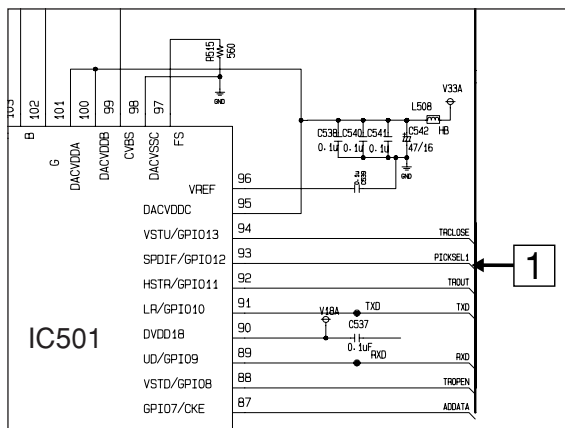 R515
560
GND
V33A
L508
HB
C538
C540
C541
C542
0.1u
0.1u
0.1u
47/16
GND
103
102
101
100
99
98
97
B
G
DACVDDA
DACVDDB
CVBS
DACVSSC
FS
VREF
96
DACVDDC
95
VSTU/GPIO13
94
TRCLOSE
SPDIF/GPIO12
93
PICKSEL1
1
HSTR/GPIO11
92
TROUT
LR/GPIO10
91
TXD
TXD
V18A
IC501
DVDD18
90
C537
0.1uF
UD/GPIO9
89
RXD
RXD
VSTD/GPIO8
88
TROPEN
GPIO7/CKE
87
ADDATA